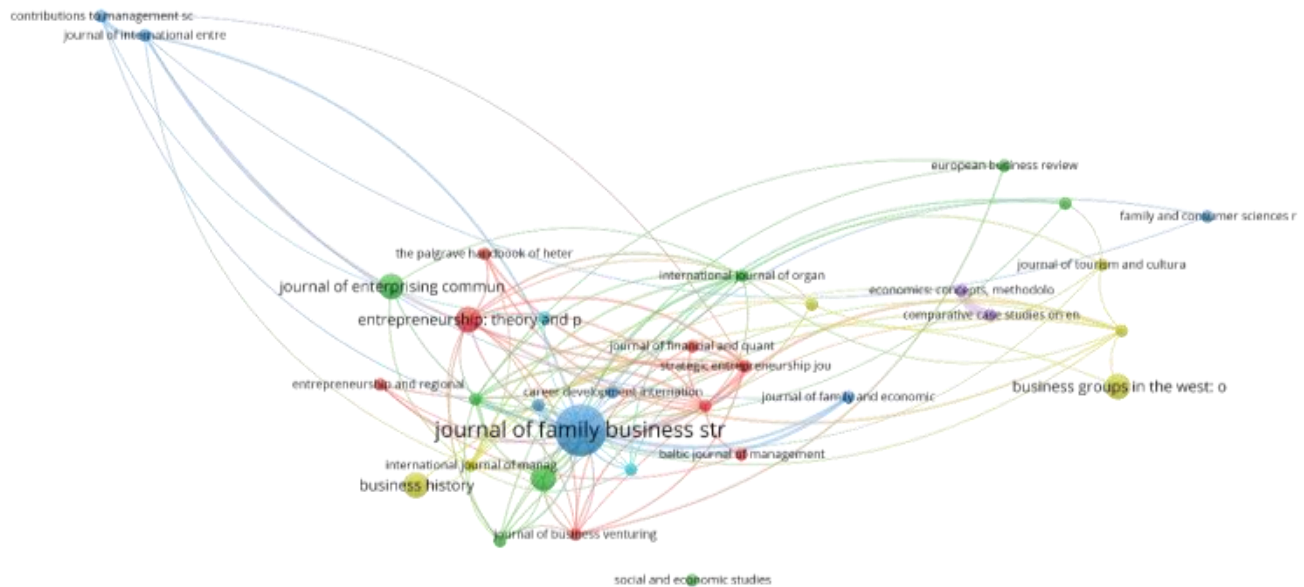 contributions to management sc
journal of international entre
european business review
family and consumer sciences r
the palgrave handbook of heter
journal of tourism and cultura
international journal of organ
journal of enterprising commun
economics: concepts, methodolo
comparative case studies on en
entrepreneurship: theory and p
journal of financial and quant
strategic entrepreneurship jou
entrepreneurship and regional
business groups in the west: o
career development internation
journal of family and economic
journal of family business str
baltic journal of management
international journal of manag
business history
journal of business venturing
social and economic studies